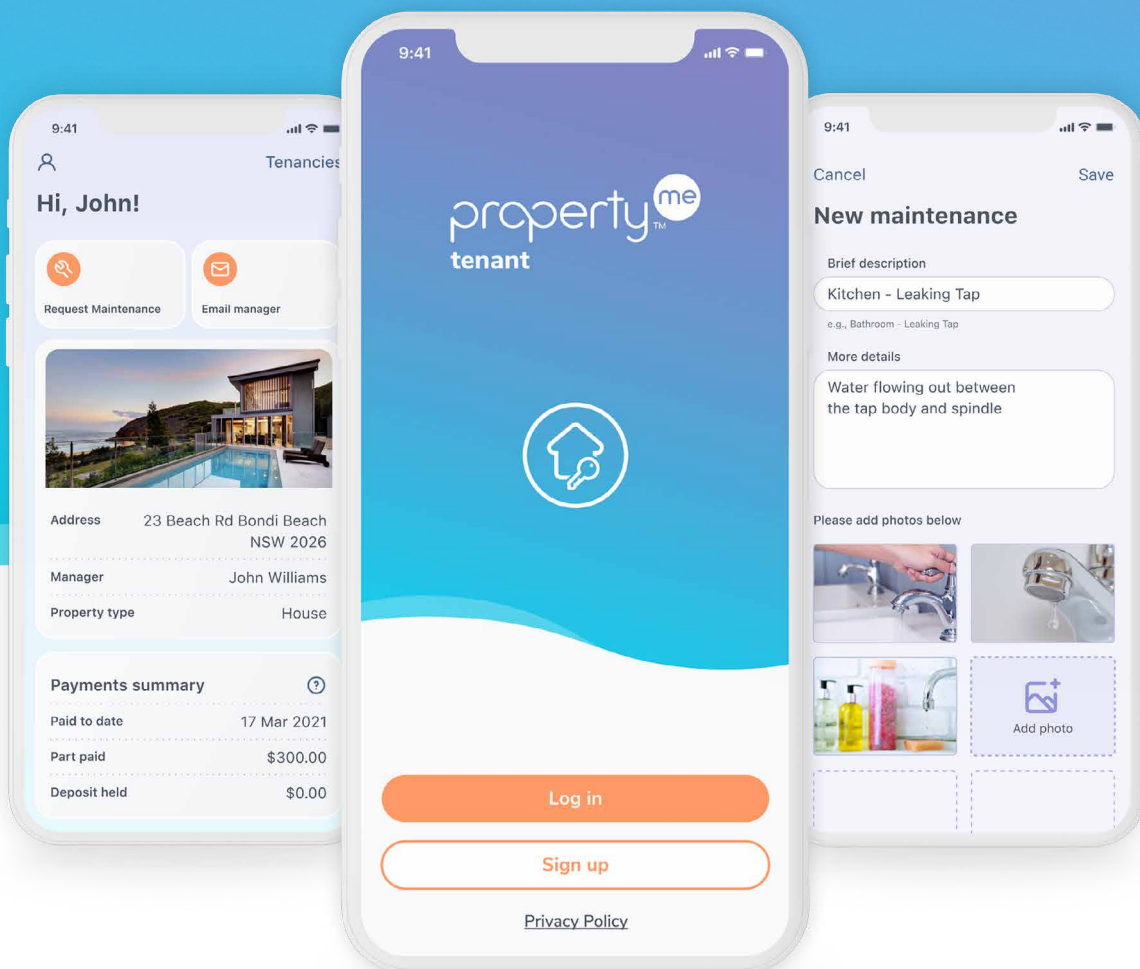 9:41
Tenancies
Hi, John!
Request Maintenance
Email manager
Address 23 Beach Rd Bondi Beach
NSW 2026
Manager John Williams
Property type House
Payments summary ?
Paid to date 17 Mar 2021
Part paid $300.00
Deposit held $0.00
9:41
property me ™
tenant
Log in
Sign up
Privacy Policy
9:41
Cancel Save
New maintenance
Brief description
Kitchen - Leaking Tap
e.g., Bathroom - Leaking Tap
More details
Water flowing out between
the tap body and spindle
Please add photos below
Add photo